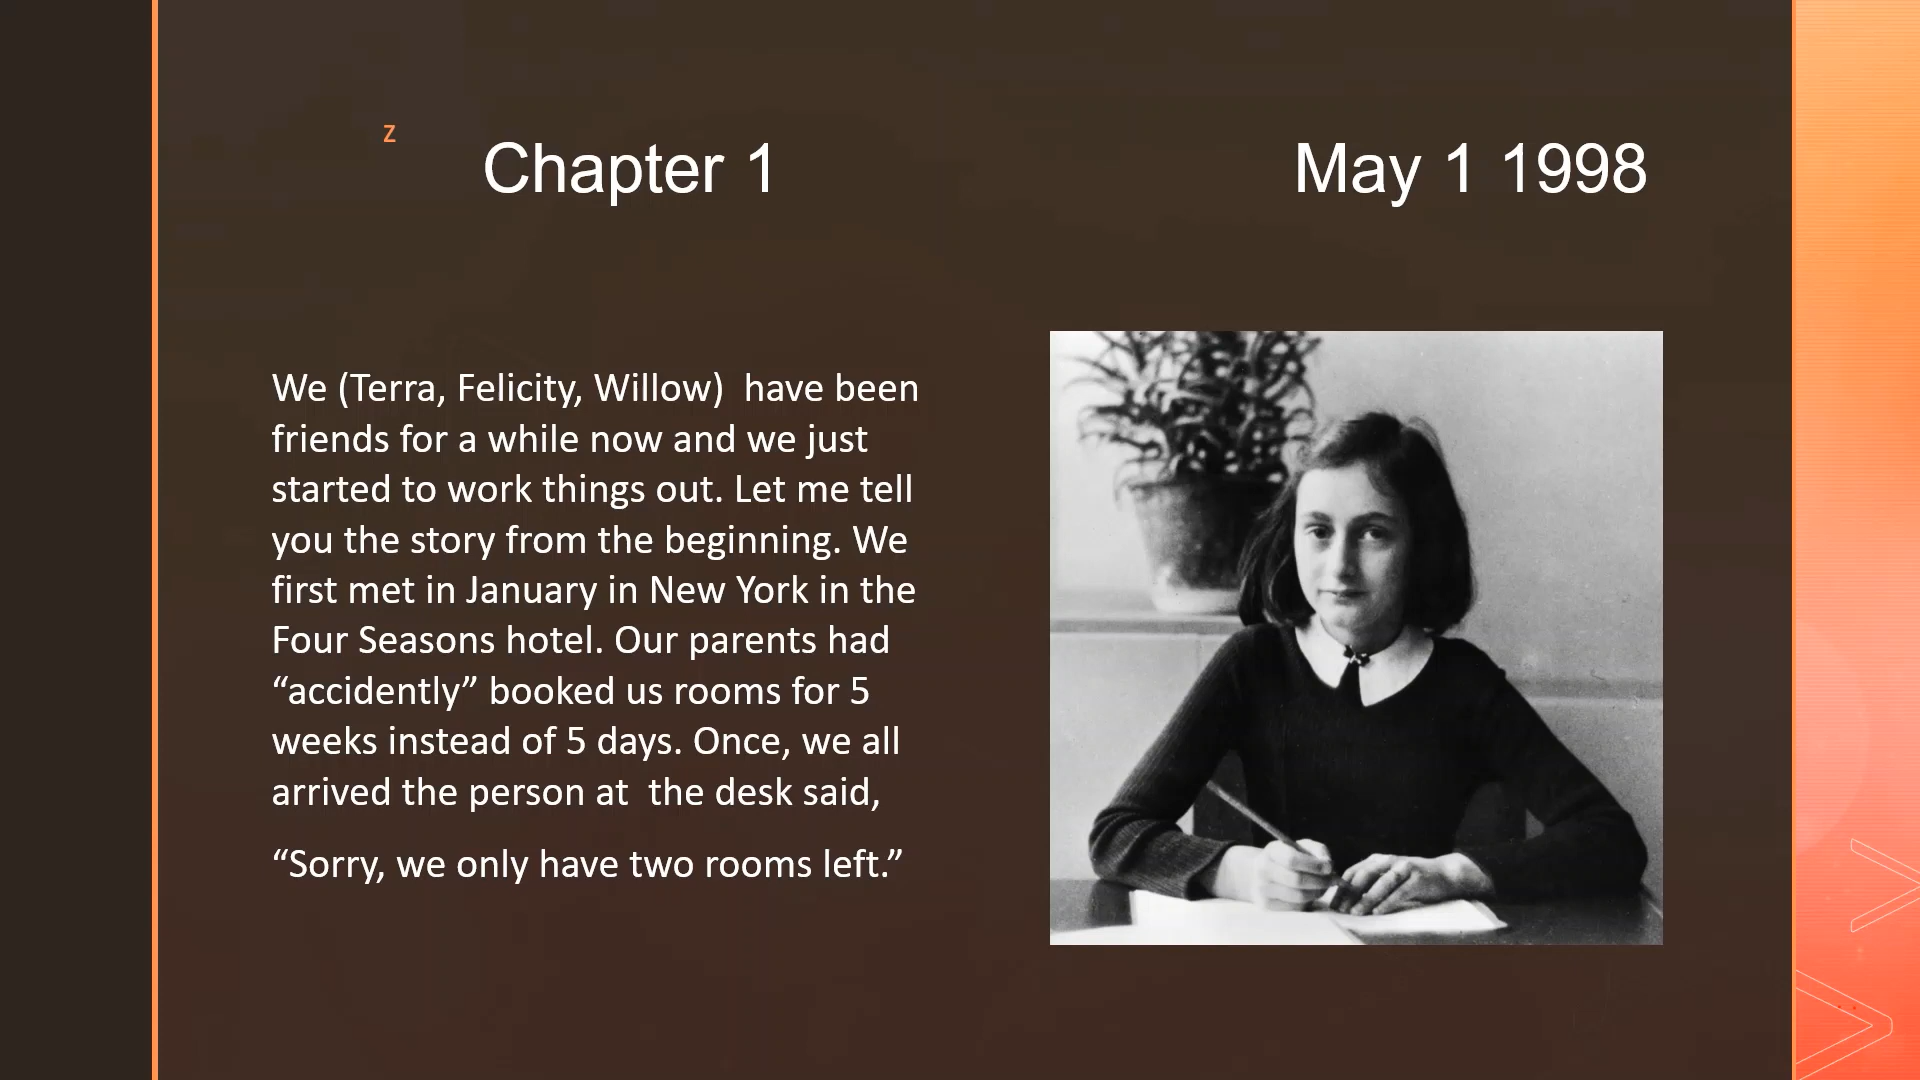 z
Chapter 1 May 1 1998
We (Terra, Felicity, Willow)  have been
friends for a while now and we just
started to work things out. Let me tell
you the story from the beginning. We
first met in January in New York in the
Four Seasons hotel. Our parents had
“accidently” booked us rooms for 5
weeks instead of 5 days. Once, we all
arrived the person at  the desk said,
“Sorry, we only have two rooms left.”